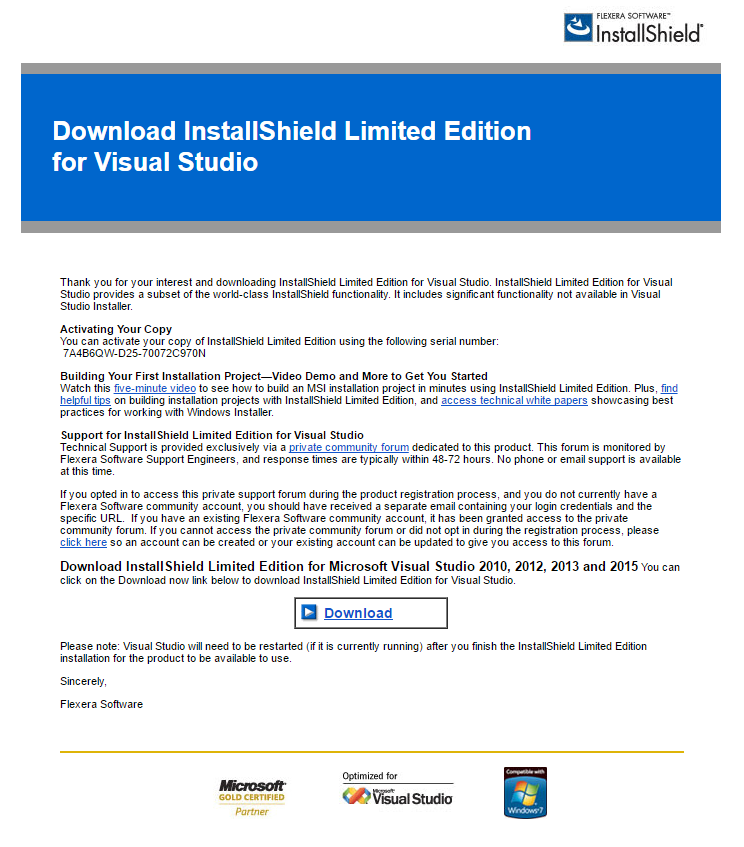 FLEXERA SOFTWARE™
InstallShield®
Download InstallShield Limited Edition
for Visual Studio
Thank you for your interest and downloading InstallShield Limited Edition for Visual Studio. InstallShield Limited Edition for Visual
Studio provides a subset of the world-class InstallShield functionality. It includes significant functionality not available in Visual
Studio Installer.
Activating Your Copy
You can activate your copy of InstallShield Limited Edition using the following serial number:
7A4B6QW-D25-70072C970N
Building Your First Installation Project—Video Demo and More to Get You Started
Watch this five-minute video to see how to build an MSI installation project in minutes using InstallShield Limited Edition. Plus, find
helpful tips on building installation projects with InstallShield Limited Edition, and access technical white papers showcasing best
practices for working with Windows Installer.
Support for InstallShield Limited Edition for Visual Studio
Technical Support is provided exclusively via a private community forum dedicated to this product. This forum is monitored by
Flexera Software Support Engineers, and response times are typically within 48-72 hours. No phone or email support is available
at this time.
If you opted in to access this private support forum during the product registration process, and you do not currently have a
Flexera Software community account, you should have received a separate email containing your login credentials and the
specific URL. If you have an existing Flexera Software community account, it has been granted access to the private
community forum. If you cannot access the private community forum or did not opt in during the registration process, please
click here so an account can be created or your existing account can be updated to give you access to this forum.
Download InstallShield Limited Edition for Microsoft Visual Studio 2010, 2012, 2013 and 2015 You can
click on the Download now link below to download InstallShield Limited Edition for Visual Studio.
Download
Please note: Visual Studio will need to be restarted (if it is currently running) after you finish the InstallShield Limited Edition
installation for the product to be available to use.
Sincerely,
Flexera Software
Microsoft
GOLD CERTIFIED
Partner
Optimized for
Microsoft
Visual Studio
Compatible with
Windows 7